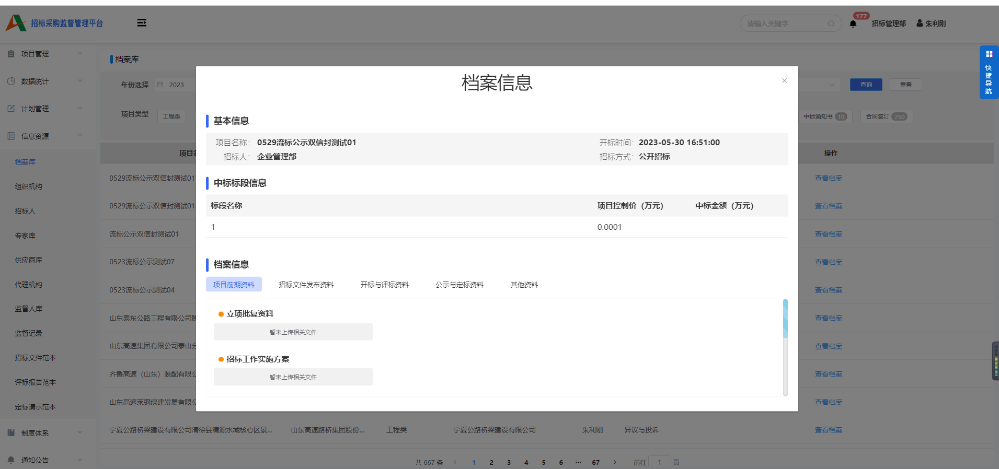 招标采购监督管理平台
请输入关键字
177
招标管理部
朱利刚
项目管理
数据统计
计划管理
信息资源
档案库
组织机构
招标人
专家库
供应商库
代理机构
监督人库
监督记录
招标文件范本
评标报告范本
定标请示范本
制度体系
通知公告
档案库
年份选择 2023
查询 重置
项目类型 工程类
中标通知书 10 合同签订 250
快捷导航
操作
0529流标公示双信封测试01 查看档案
0529流标公示双信封测试01 查看档案
流标公示双信封测试01 查看档案
0523流标公示测试07 查看档案
0523流标公示测试04 查看档案
山东泰东公路工程有限公司 查看档案
山东高速集团有限公司泰山 查看档案
齐鲁高速（山东）装配有限 查看档案
山东高速莱钢绿建发展有限 查看档案
宁夏公路桥梁建设有限公司清徐县清源水城核心区景... 山东高速路桥集团股份... 工程类 宁夏公路桥梁建设有限公司 朱利刚 异议与投诉 查看档案
共 667 条 < 1 2 3 4 5 6 ··· 67 > 前往 1 页
档案信息
×
基本信息
项目名称： 0529流标公示双信封测试01 开标时间： 2023-05-30 16:51:00
招标人： 企业管理部 招标方式： 公开招标
中标标段信息
标段名称 项目控制价（万元） 中标金额（万元）
1 0.0001
档案信息
项目前期资料 招标文件发布资料 开标与评标资料 公示与定标资料 其他资料
立项批复资料
暂未上传相关文件
招标工作实施方案
暂未上传相关文件